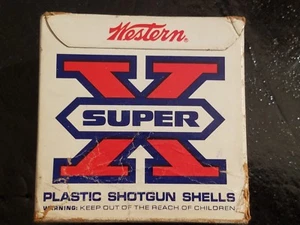 Western®
X
SUPER
PLASTIC SHOTGUN SHELLS
WARNING: KEEP OUT OF THE REACH OF CHILDREN.